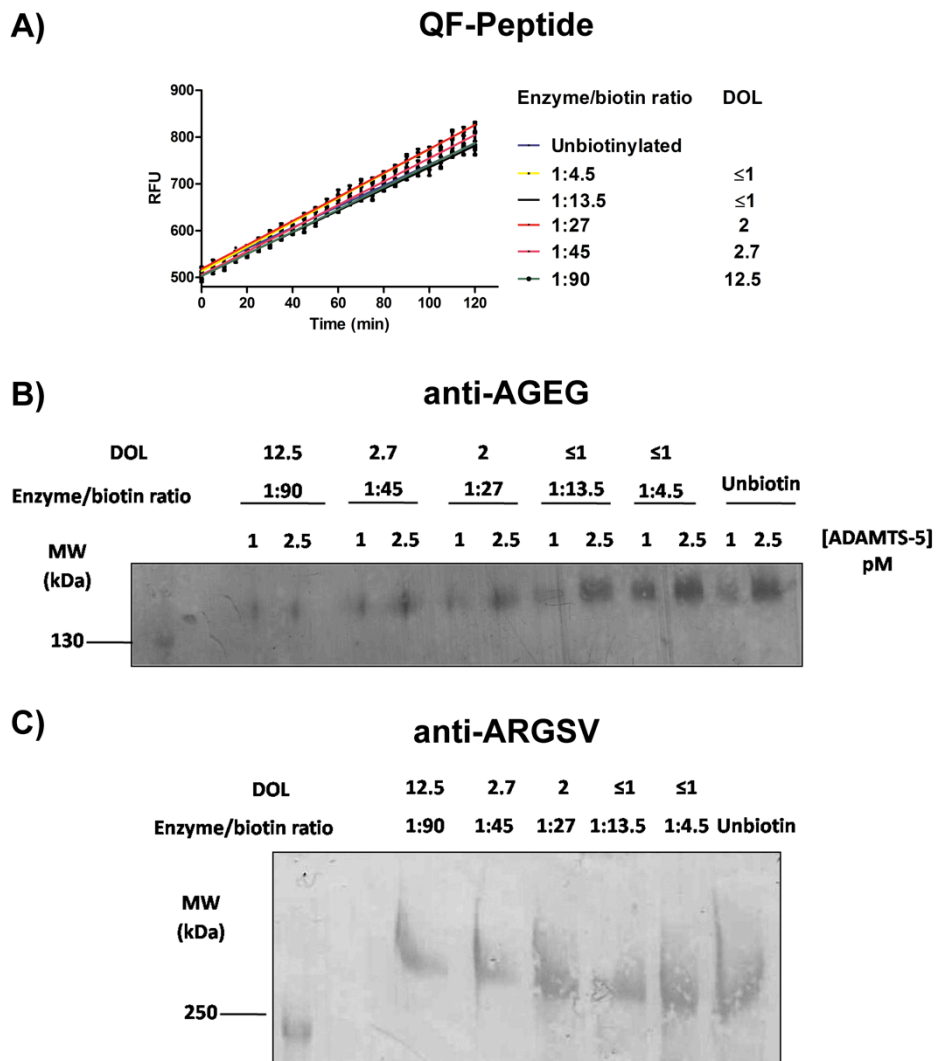 A)
QF-Peptide
900
800
700
600
500
RFU
0 20 40 60 80 100 120
Time (min)
Enzyme/biotin ratio DOL
Unbiotinylated
1:4.5 ≤1
1:13.5 ≤1
1:27 2
1:45 2.7
1:90 12.5
B)
anti-AGEG
DOL 12.5 2.7 2 ≤1 ≤1
Enzyme/biotin ratio 1:90 1:45 1:27 1:13.5 1:4.5 Unbiotin
1 2.5 1 2.5 1 2.5 1 2.5 1 2.5 1 2.5 [ADAMTS-5]
pM
MW
(kDa)
130
C)
anti-ARGSV
DOL 12.5 2.7 2 ≤1 ≤1
Enzyme/biotin ratio 1:90 1:45 1:27 1:13.5 1:4.5 Unbiotin
MW
(kDa)
250